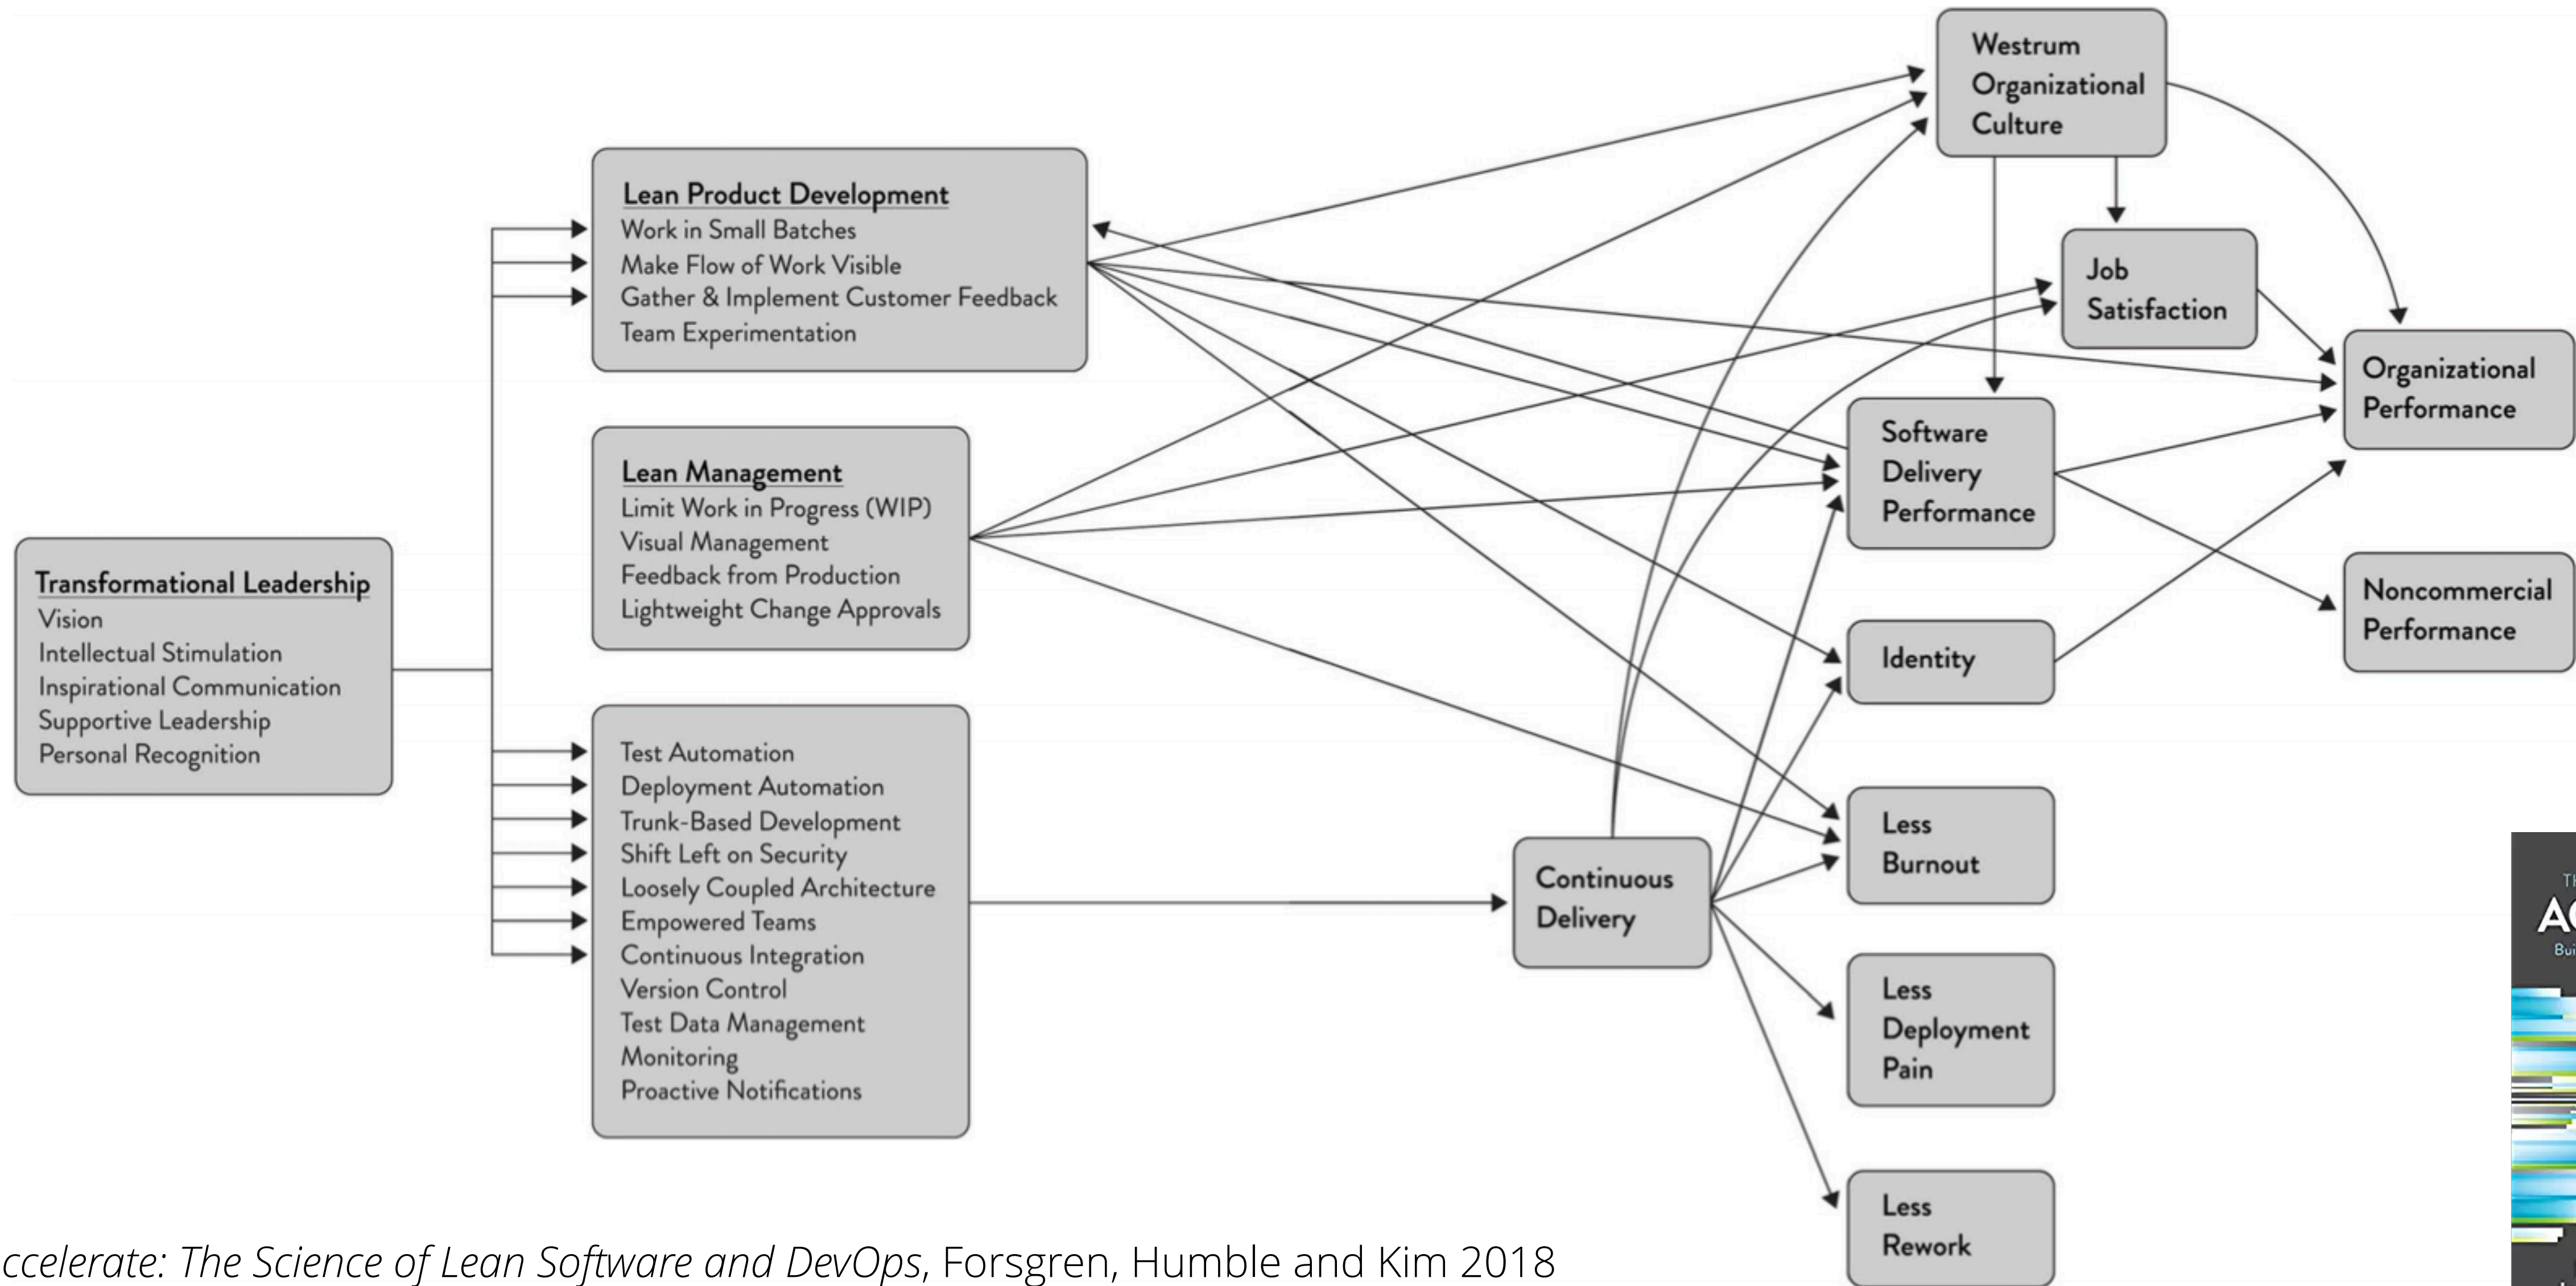 Westrum
Organizational
Culture
Lean Product Development
Work in Small Batches
Make Flow of Work Visible
Gather & Implement Customer Feedback
Team Experimentation
Job
Satisfaction
Organizational
Performance
Lean Management
Limit Work in Progress (WIP)
Visual Management
Feedback from Production
Lightweight Change Approvals
Software
Delivery
Performance
Transformational Leadership
Vision
Intellectual Stimulation
Inspirational Communication
Supportive Leadership
Personal Recognition
Noncommercial
Performance
Identity
Test Automation
Deployment Automation
Trunk-Based Development
Shift Left on Security
Loosely Coupled Architecture
Empowered Teams
Continuous Integration
Version Control
Test Data Management
Monitoring
Proactive Notifications
Continuous
Delivery
Less
Burnout
Less
Deployment
Pain
Less
Rework
ccelerate: The Science of Lean Software and DevOps, Forsgren, Humble and Kim 2018